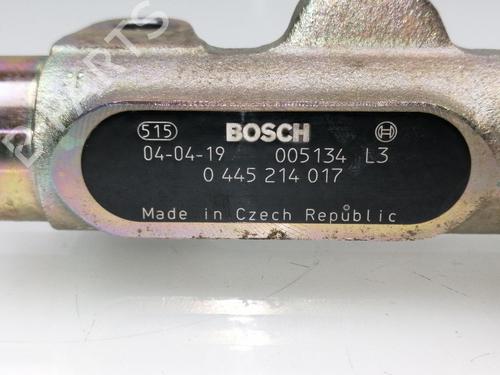 515 BOSCH
04-04-19 005134 L3
0 445 214 017
Made in Czech Republic